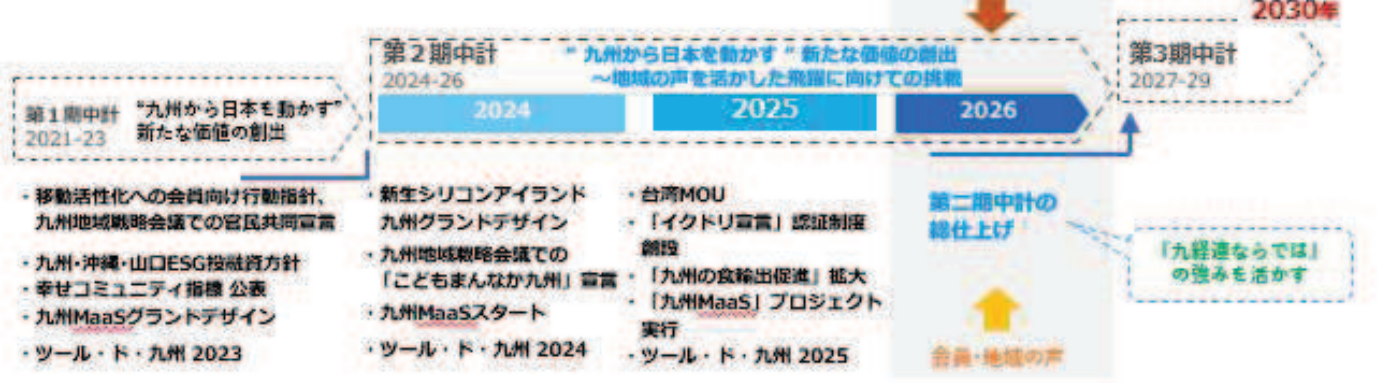 2030年
第1期中計
2021-23
“九州から日本を動かす”
新たな価値の創出
第２期中計
2024-26
“ 九州から日本を動かす “ 新たな価値の創出
～地域の声を活かした飛躍に向けての挑戦
2024
2025
2026
第3期中計
2027-29
・移動活性化への会員向け行動指針、
九州地域戦略会議での官民共同宣言
・九州・沖縄・山口ESG投融資方針
・幸せコミュニティ指標 公表
・九州MaaSグランドデザイン
・ツール・ド・九州 2023
・新生シリコンアイランド
九州グランドデザイン
・九州地域戦略会議での
「こどもまんなか九州」宣言
・九州MaaSスタート
・ツール・ド・九州 2024
・台湾MOU
・「イクトリ宣言」認証制度
創設
・「九州の食輸出促進」拡大
・「九州MaaS」プロジェクト
実行
・ツール・ド・九州 2025
第二期中計の
総仕上げ
「九経連ならでは」
の強みを活かす
会員・地域の声